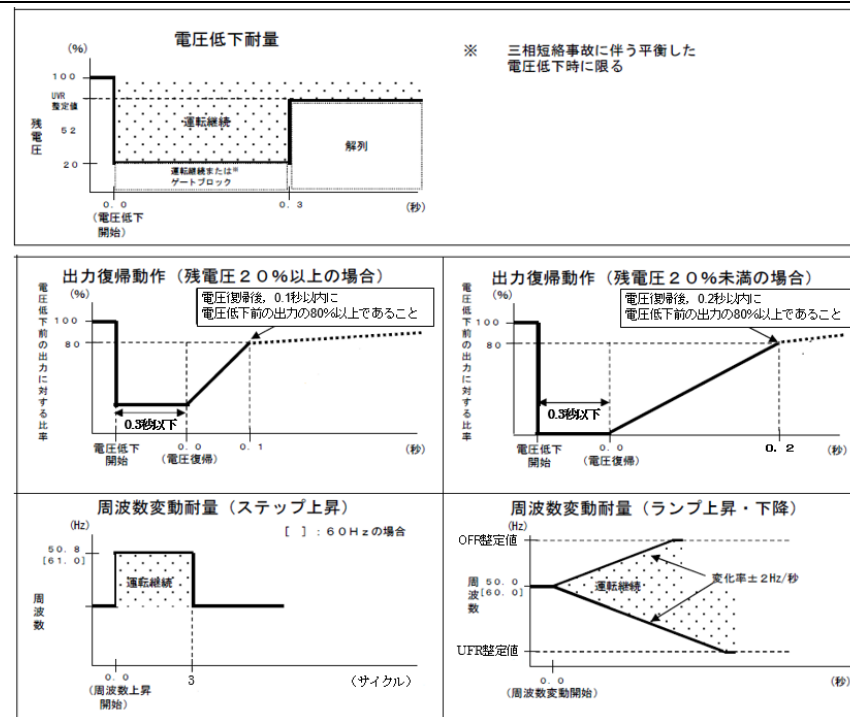 電圧低下耐量
(%)
100
UVR
整定値
残電圧
52
20
運転継続
解列
運転継続または※
ゲートブロック
0.0
(電圧低下
開始)
0.3
(秒)
※ 三相短絡事故に伴う平衡した
電圧低下時に限る
出力復帰動作(残電圧20%以上の場合)
(%)
電圧復帰後，0.1秒以内に
電圧低下前の出力の80%以上であること
電圧低下前の出力に対する比率
100
80
0.3秒以下
電圧低下
開始
0.0
(電圧復帰)
0.1
(秒)
出力復帰動作(残電圧20%未満の場合)
(%)
電圧復帰後，0.2秒以内に
電圧低下前の出力の80%以上であること
電圧低下前の出力に対する比率
100
80
0.3秒以下
電圧低下
開始
0.0
(電圧復帰)
0.2
(秒)
周波数変動耐量(ステップ上昇)
(Hz)
[ ]:60Hzの場合
50.8
[61.0]
運転継続
周波数
0.0
(周波数上昇
開始)
3
(サイクル)
周波数変動耐量(ランプ上昇・下降)
(Hz)
OFR整定値
周波数
50.0
[60.0]
運転継続
変化率±2Hz/秒
UFR整定値
0.0
(周波数変動開始)
(秒)